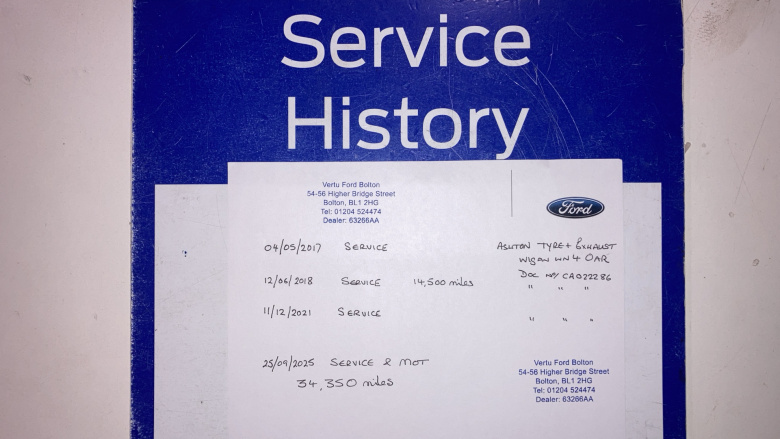 Service
History
Vertu Ford Bolton
54-56 Higher Bridge Street
Bolton, BL1 2HG
Tel: 01204 524474
Dealer: 63266AA
Ford
04/05/2017 SERVICE ASHTON TYRE + EXHAUST
WIGAN WN4 0AR
DOC No/ CA022286
12/06/2018 SERVICE 14,500 miles " " "
11/12/2021 SERVICE " " "
25/09/2025 SERVICE & MOT
34,350 miles
Vertu Ford Bolton
54-56 Higher Bridge Street
Bolton, BL1 2HG
Tel: 01204 524474
Dealer: 63266AA